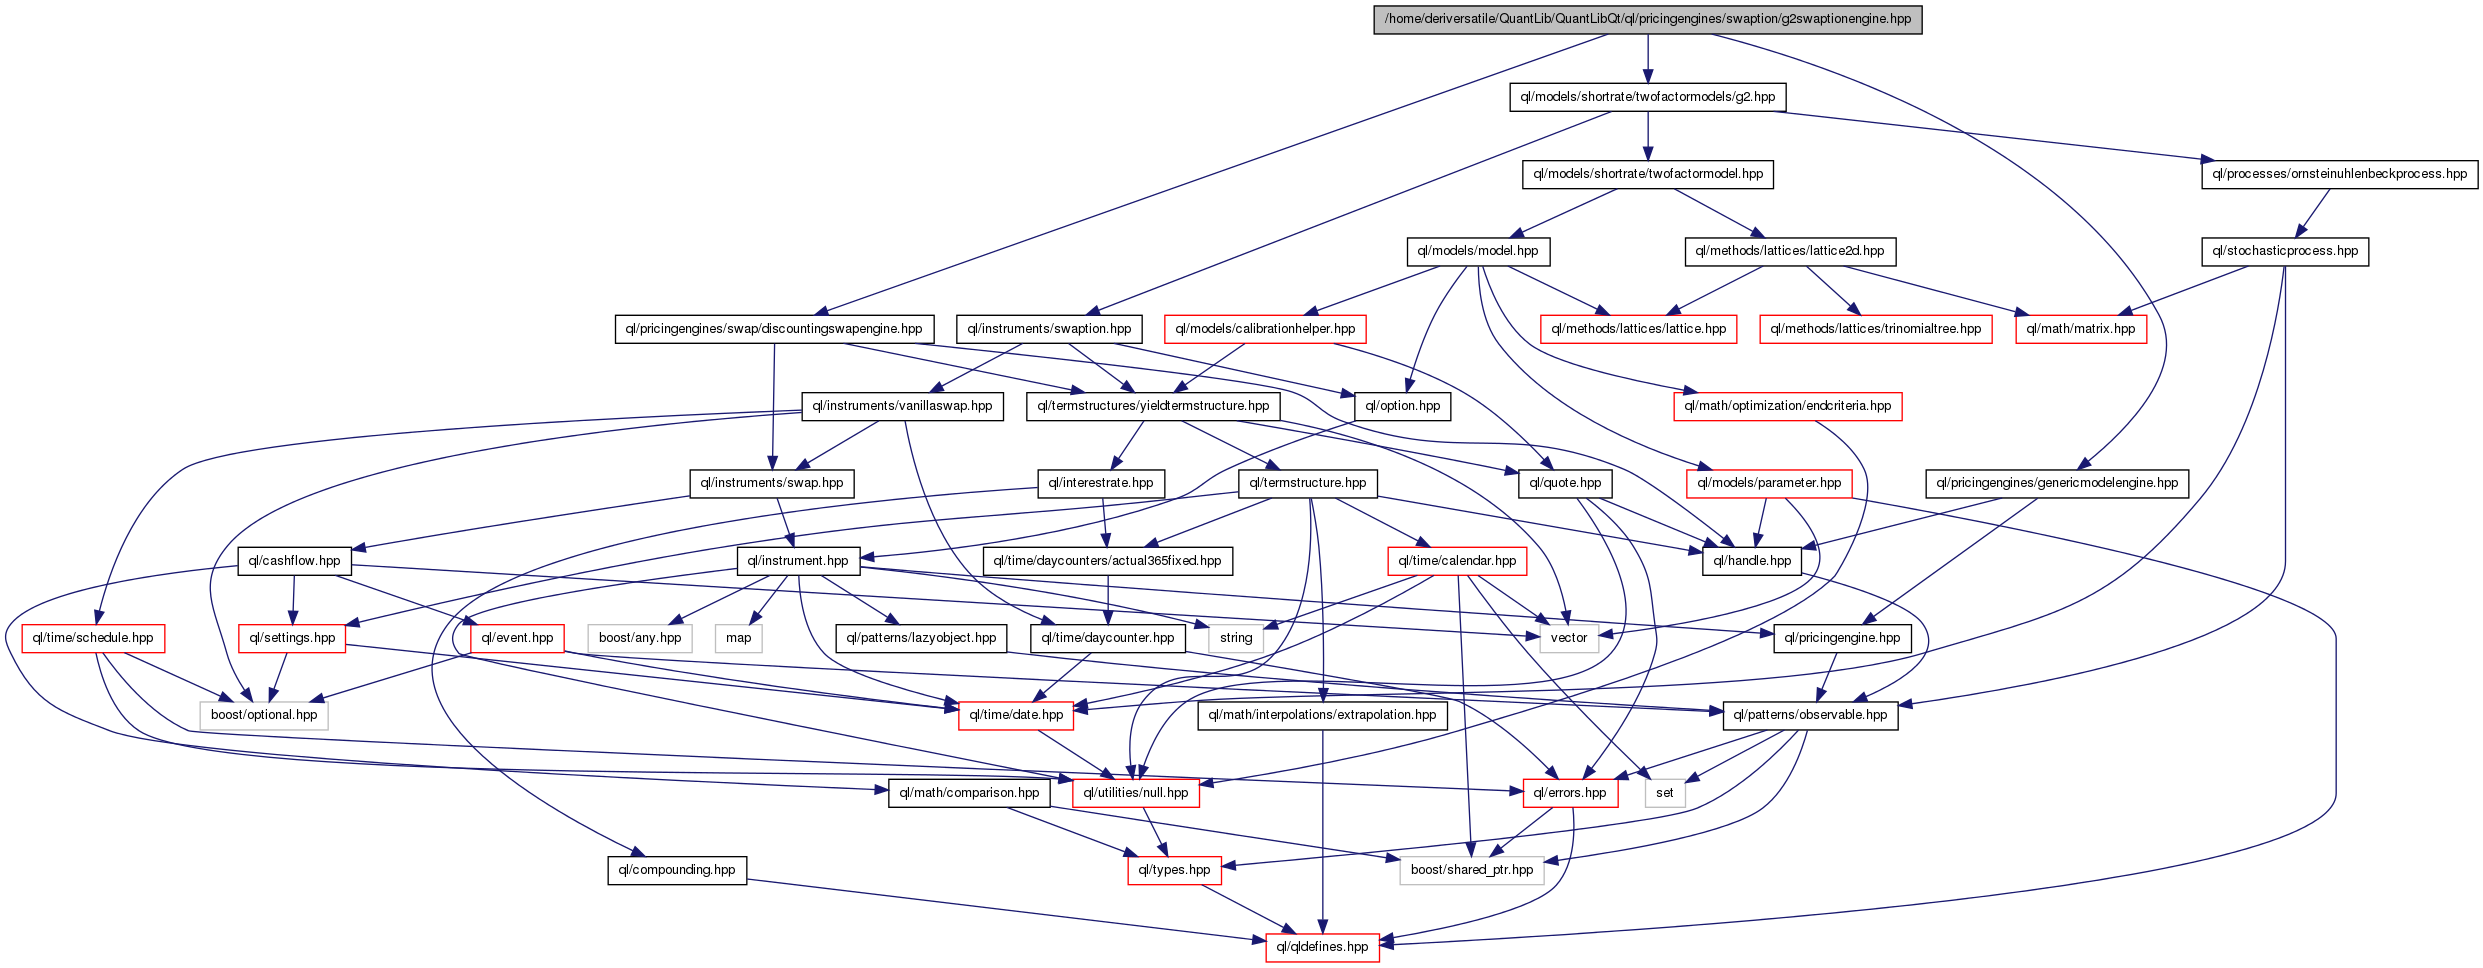 /home/deriversatile/QuantLib/QuantLibQt/ql/pricingengines/swaption/g2swaptionengine.hpp
ql/models/shortrate/twofactormodels/g2.hpp
ql/models/shortrate/twofactormodel.hpp
ql/processes/ornsteinuhlenbeckprocess.hpp
ql/models/model.hpp
ql/methods/lattices/lattice2d.hpp
ql/stochasticprocess.hpp
ql/pricingengines/swap/discountingswapengine.hpp
ql/instruments/swaption.hpp
ql/models/calibrationhelper.hpp
ql/methods/lattices/lattice.hpp
ql/methods/lattices/trinomialtree.hpp
ql/math/matrix.hpp
ql/instruments/vanillaswap.hpp
ql/termstructures/yieldtermstructure.hpp
ql/option.hpp
ql/math/optimization/endcriteria.hpp
ql/instruments/swap.hpp
ql/interestrate.hpp
ql/termstructure.hpp
ql/quote.hpp
ql/models/parameter.hpp
ql/pricingengines/genericmodelengine.hpp
ql/cashflow.hpp
ql/instrument.hpp
ql/time/daycounters/actual365fixed.hpp
ql/time/calendar.hpp
ql/handle.hpp
ql/time/schedule.hpp
ql/settings.hpp
ql/event.hpp
boost/any.hpp
map
ql/patterns/lazyobject.hpp
ql/time/daycounter.hpp
string
vector
ql/pricingengine.hpp
boost/optional.hpp
ql/time/date.hpp
ql/math/interpolations/extrapolation.hpp
ql/patterns/observable.hpp
ql/math/comparison.hpp
ql/utilities/null.hpp
ql/errors.hpp
set
ql/compounding.hpp
ql/types.hpp
boost/shared_ptr.hpp
ql/qldefines.hpp